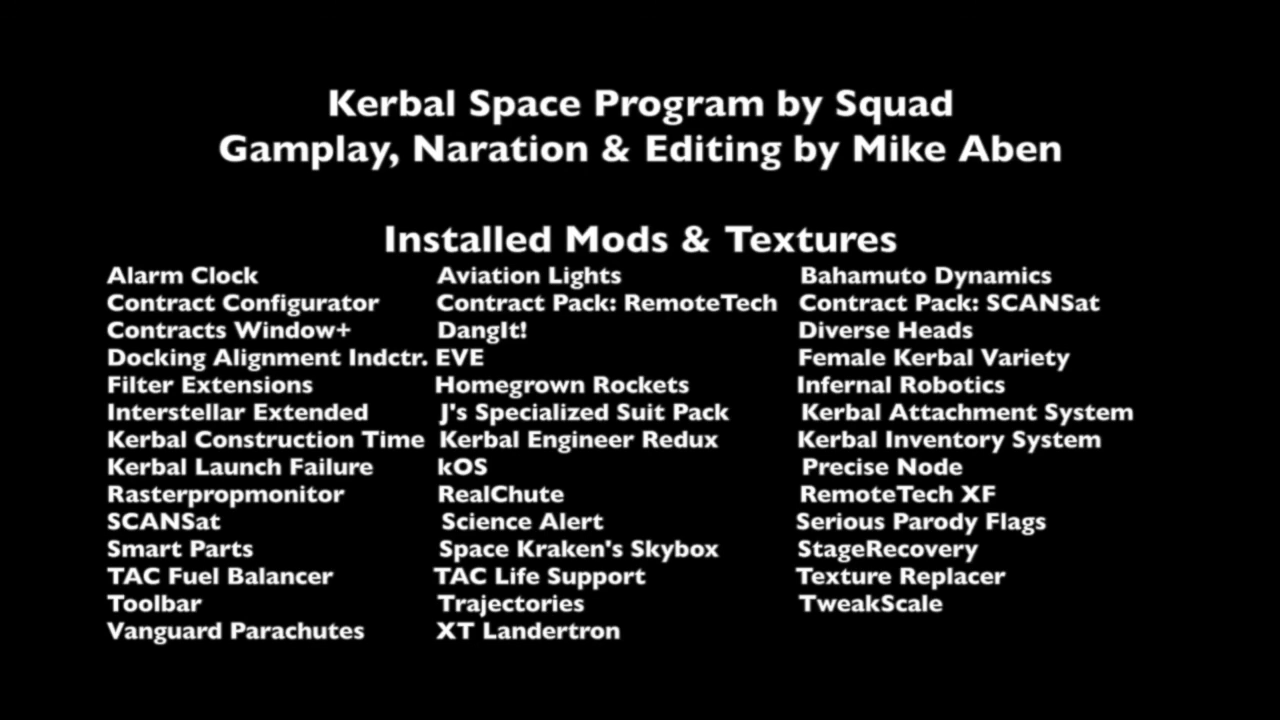 Kerbal Space Program by Squad
Gamplay, Naration & Editing by Mike Aben
Installed Mods & Textures
Alarm Clock Aviation Lights Bahamuto Dynamics
Contract Configurator Contract Pack: RemoteTech Contract Pack: SCANSat
Contracts Window+ DangIt! Diverse Heads
Docking Alignment Indctr. EVE Female Kerbal Variety
Filter Extensions Homegrown Rockets Infernal Robotics
Interstellar Extended J's Specialized Suit Pack Kerbal Attachment System
Kerbal Construction Time Kerbal Engineer Redux Kerbal Inventory System
Kerbal Launch Failure kOS Precise Node
Rasterpropmonitor RealChute RemoteTech XF
SCANSat Science Alert Serious Parody Flags
Smart Parts Space Kraken's Skybox StageRecovery
TAC Fuel Balancer TAC Life Support Texture Replacer
Toolbar Trajectories TweakScale
Vanguard Parachutes XT Landertron